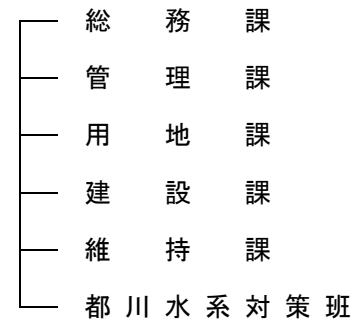 総務課
管理課
用地課
建設課
維持課
都川水系対策班